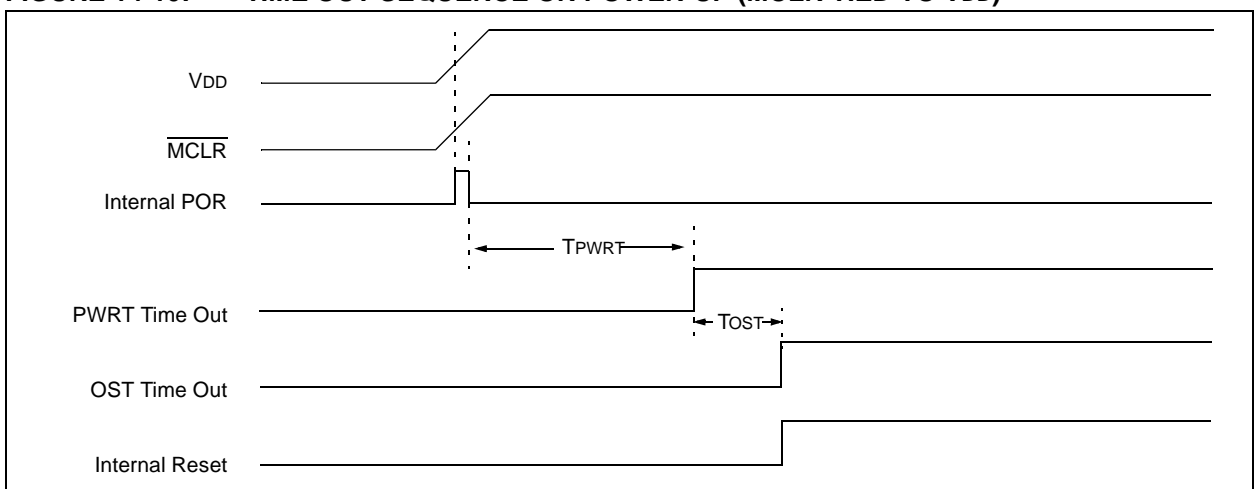 VDD
MCLR
Internal POR
TPWRT
PWRT Time Out
TOST
OST Time Out
Internal Reset